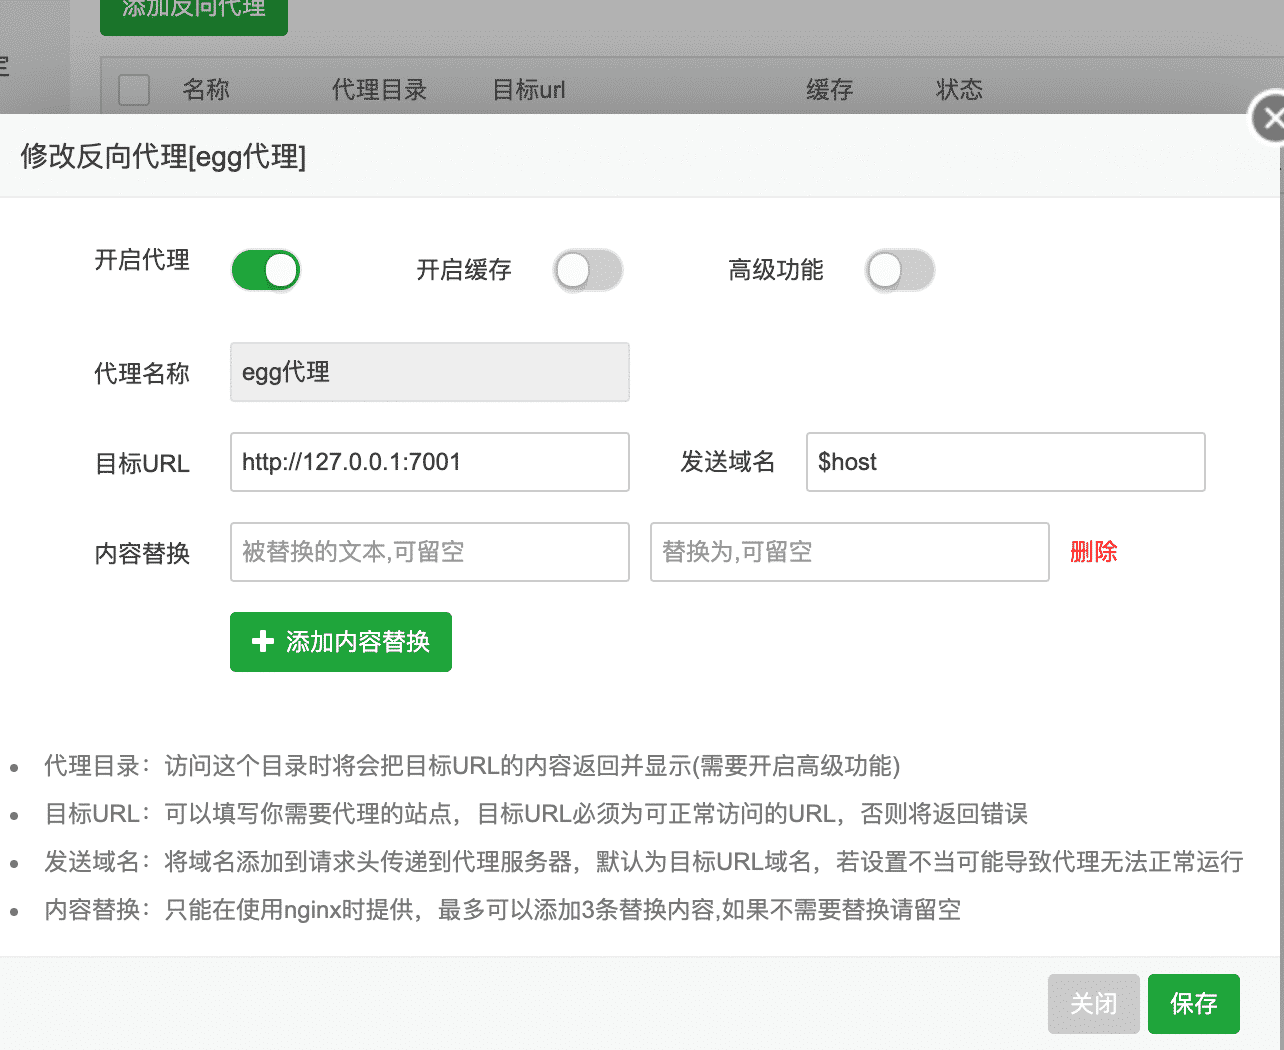 添加反向代理
名称 代理目录 目标url 缓存 状态
修改反向代理[egg代理]
开启代理 开启缓存 高级功能
代理名称 egg代理
目标URL http://127.0.0.1:7001 发送域名 $host
内容替换 被替换的文本,可留空 替换为,可留空 删除
添加内容替换
代理目录：访问这个目录时将会把目标URL的内容返回并显示(需要开启高级功能)
目标URL：可以填写你需要代理的站点，目标URL必须为可正常访问的URL，否则将返回错误
发送域名：将域名添加到请求头传递到代理服务器，默认为目标URL域名，若设置不当可能导致代理无法正常运行
内容替换：只能在使用nginx时提供，最多可以添加3条替换内容,如果不需要替换请留空
关闭 保存